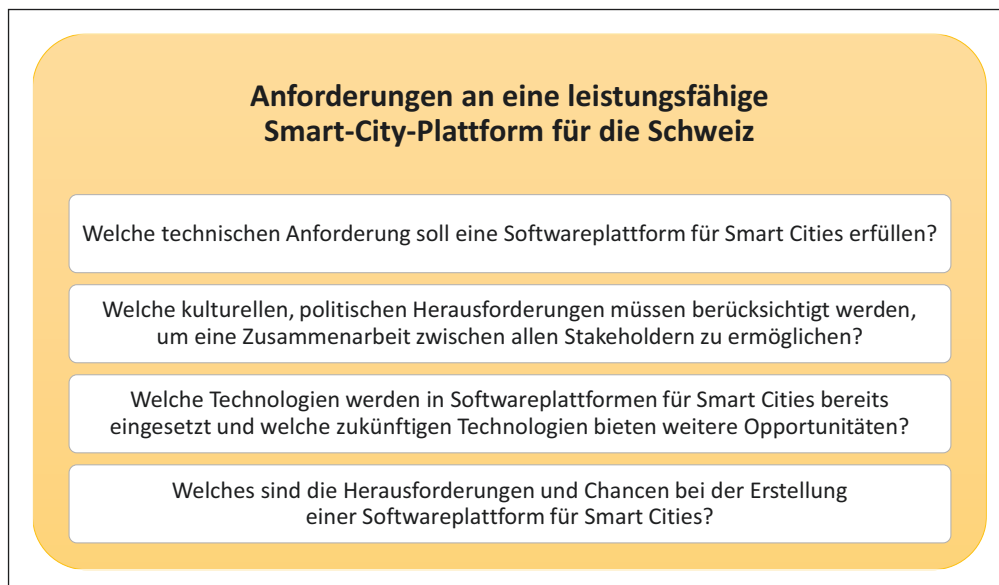 Anforderungen an eine leistungsfähige
Smart-City-Plattform für die Schweiz
Welche technischen Anforderung soll eine Softwareplattform für Smart Cities erfüllen?
Welche kulturellen, politischen Herausforderungen müssen berücksichtigt werden,
um eine Zusammenarbeit zwischen allen Stakeholdern zu ermöglichen?
Welche Technologien werden in Softwareplattformen für Smart Cities bereits
eingesetzt und welche zukünftigen Technologien bieten weitere Opportunitäten?
Welches sind die Herausforderungen und Chancen bei der Erstellung
einer Softwareplattform für Smart Cities?